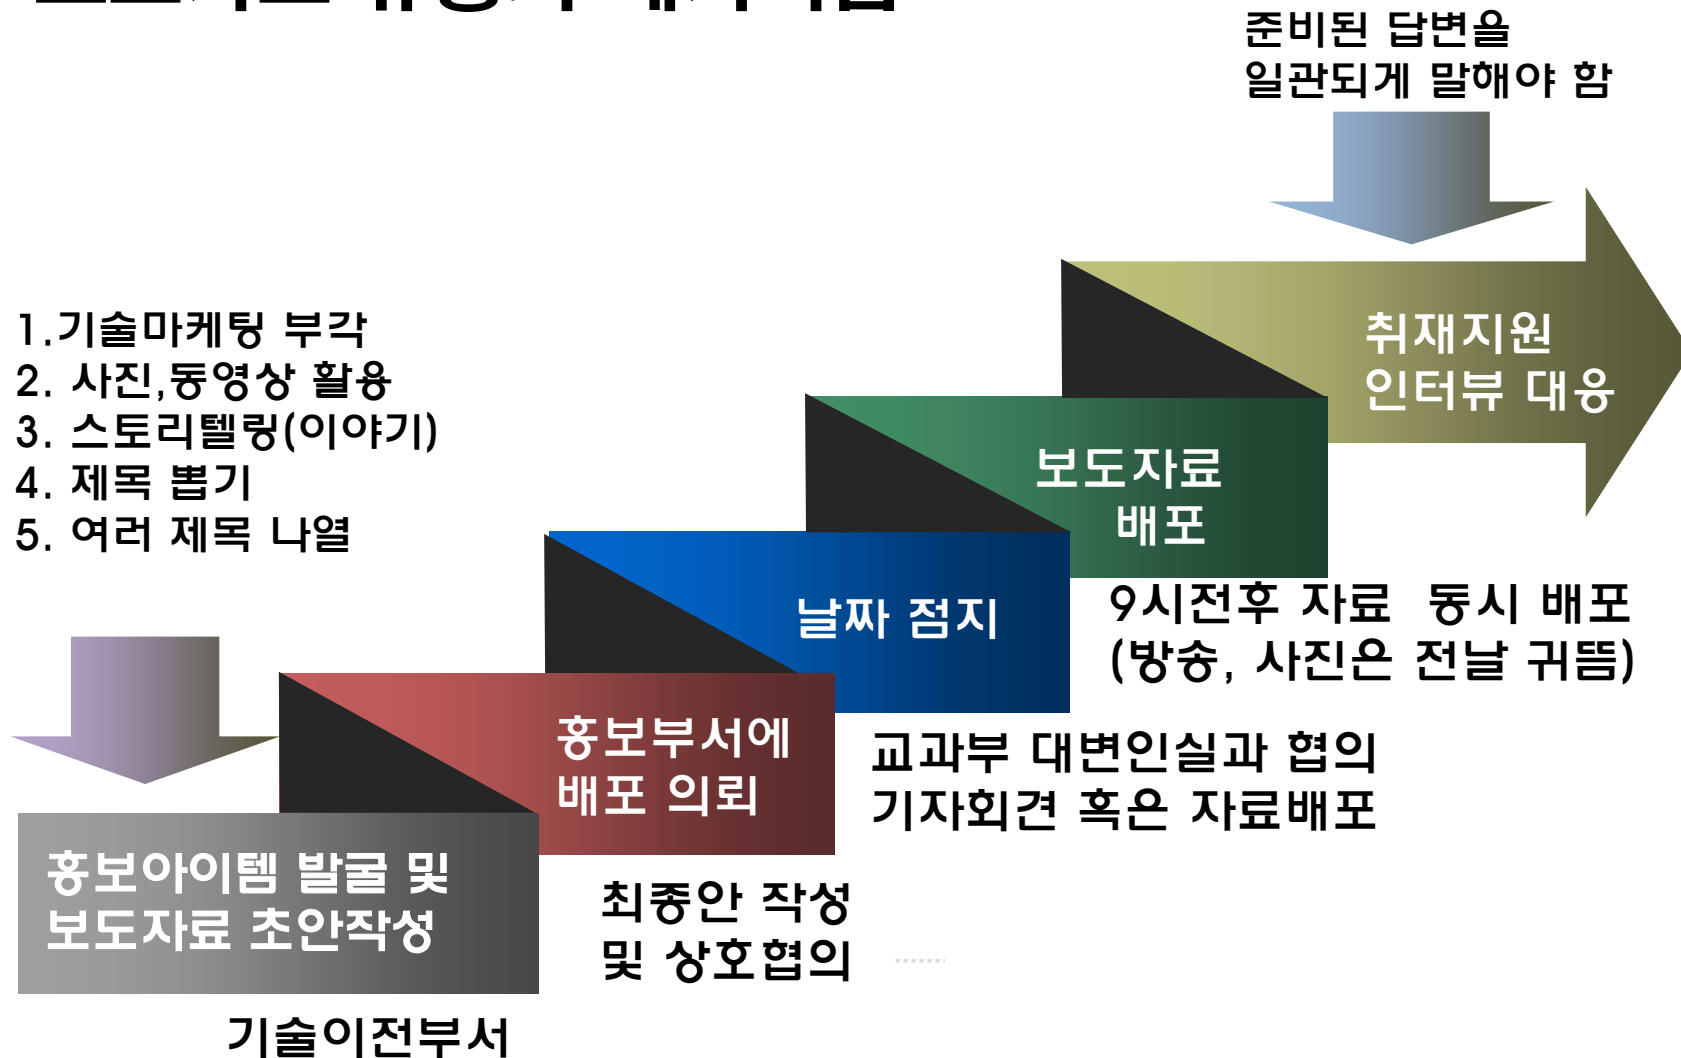 준비된 답변을
일관되게 말해야 함
1.기술마케팅 부각
2. 사진,동영상 활용
3. 스토리텔링(이야기)
4. 제목 뽑기
5. 여러 제목 나열
취재지원
인터뷰 대응
보도자료
배포
9시전후 자료 동시 배포
(방송, 사진은 전날 귀뜸)
날짜 점지
교과부 대변인실과 협의
기자회견 혹은 자료배포
홍보부서에
배포 의뢰
최종안 작성
및 상호협의
홍보아이템 발굴 및
보도자료 초안작성
기술이전부서